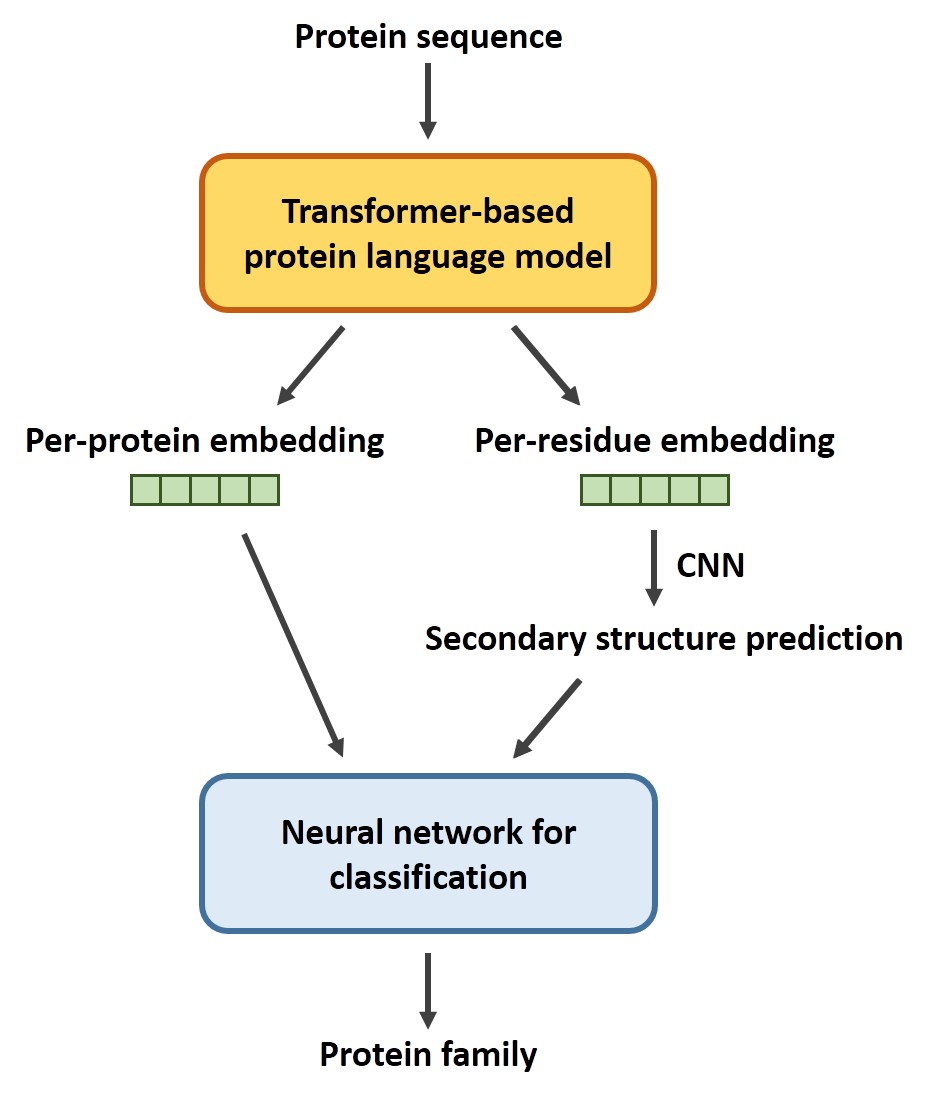 Protein sequence
Transformer-based
protein language model
Per-protein embedding
Per-residue embedding
CNN
Secondary structure prediction
Neural network for
classification
Protein family